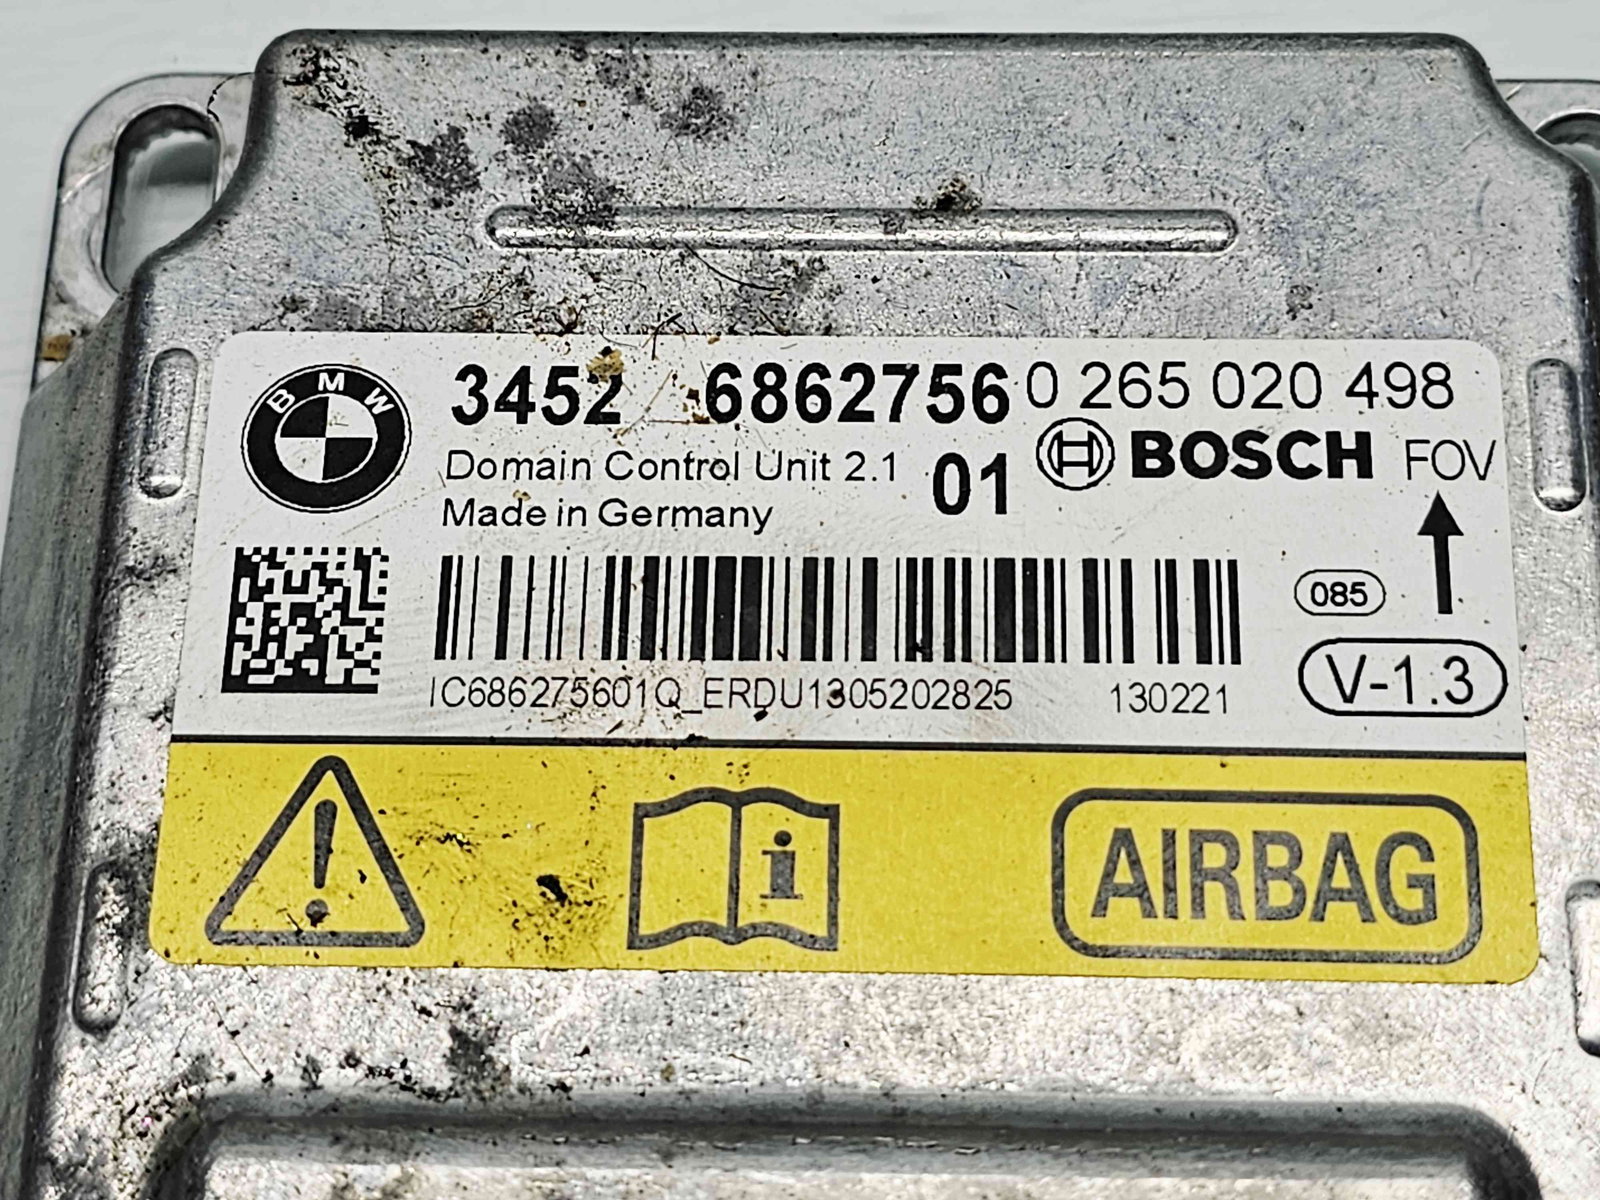 BMW
3452 6862756 0 265 020 498
Domain Control Unit 2.1 01 BOSCH FOV
Made in Germany
085
V-1.3
IC686275601Q_ERDU1305202825 130221
AIRBAG